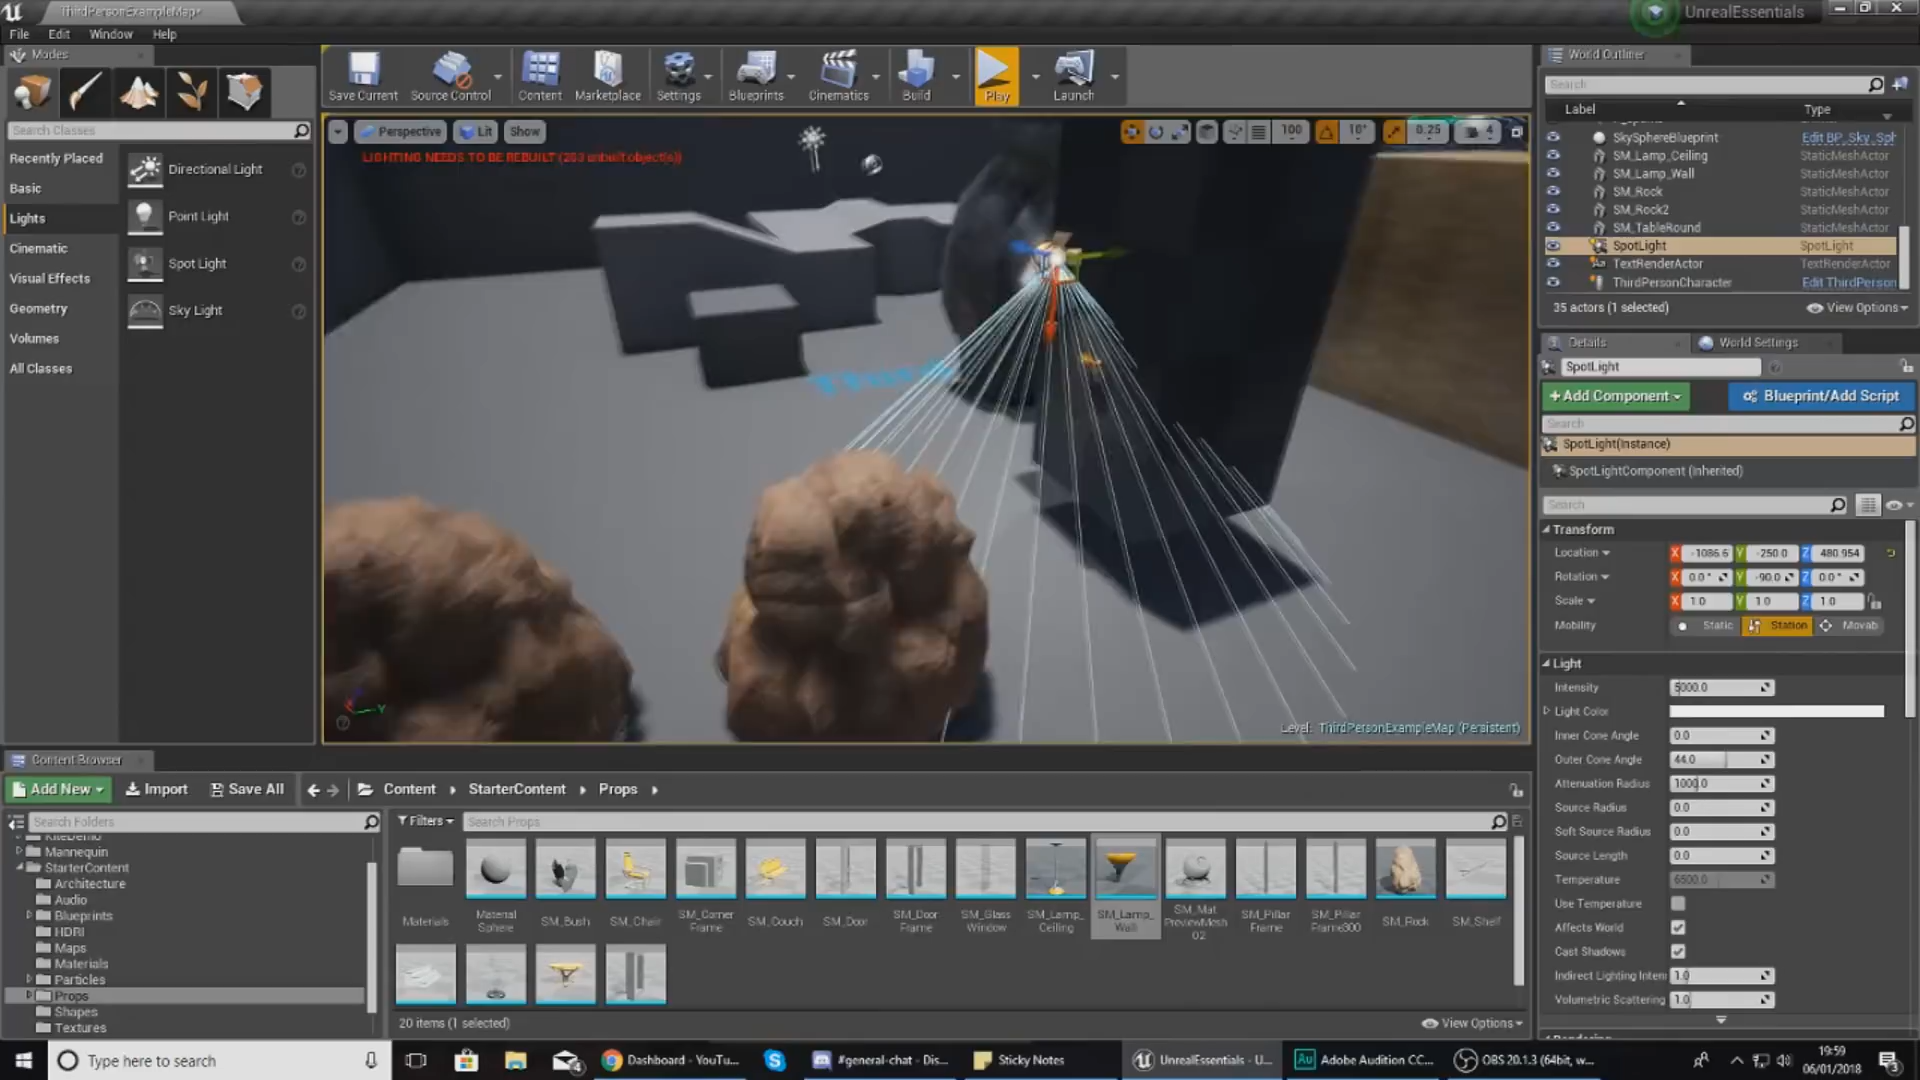 ThirdPersonExampleMap*
UnrealEssentials
File Edit Window Help
Modes
Search Classes
Recently Placed
Basic
Lights
Cinematic
Visual Effects
Geometry
Volumes
All Classes
Directional Light
Point Light
Spot Light
Sky Light
Save Current
Source Control
Content
Marketplace
Settings
Blueprints
Cinematics
Build
Play
Launch
Perspective
Lit
Show
100
10°
0.25
4
LIGHTING NEEDS TO BE REBUILT (203 unbuilt object(s))
Level: ThirdPersonExampleMap (Persistent)
World Outliner
Search
Label Type
SkySphereBlueprint Edit BP_Sky_Sph
SM_Lamp_Ceiling StaticMeshActor
SM_Lamp_Wall StaticMeshActor
SM_Rock StaticMeshActor
SM_Rock2 StaticMeshActor
SM_TableRound StaticMeshActor
SpotLight SpotLight
TextRenderActor TextRenderActor
ThirdPersonCharacter Edit ThirdPerson
35 actors (1 selected)
View Options
Details
World Settings
SpotLight
+Add Component
Blueprint/Add Script
Search
SpotLight(Instance)
SpotLightComponent (Inherited)
Search
Transform
Location X -1086.6 Y -250.0 Z 480.954
Rotation X 0.0° Y -90.0 Z 0.0°
Scale X 1.0 Y 1.0 Z 1.0
Mobility Static Station Movab
Light
Intensity 5000.0
Light Color
Inner Cone Angle 0.0
Outer Cone Angle 44.0
Attenuation Radius 1000.0
Source Radius 0.0
Soft Source Radius 0.0
Source Length 0.0
Temperature 6500.0
Use Temperature
Affects World
Cast Shadows
Indirect Lighting Inten 1.0
Volumetric Scattering 1.0
Content Browser
Add New
Import
Save All
Content
StarterContent
Props
Search Folders
KiteDemo
Mannequin
StarterContent
Architecture
Audio
Blueprints
HDRI
Maps
Materials
Particles
Props
Shapes
Textures
Filters
Search Props
Materials
Material Sphere
SM_Bush
SM_Chair
SM_Corner Frame
SM_Couch
SM_Door
SM_Door Frame
SM_Glass Window
SM_Lamp_ Ceiling
SM_Lamp_ Wall
SM_Mat PreviewMesh 02
SM_Pillar Frame
SM_Pillar Frame300
SM_Rock
SM_Shelf
20 items (1 selected)
View Options
Type here to search
4
Dashboard - YouTu...
#general-chat - Dis...
Sticky Notes
UnrealEssentials - U...
Au
Adobe Audition CC...
OBS 20.1.3 (64bit, w...
19:59
06/01/2018
3